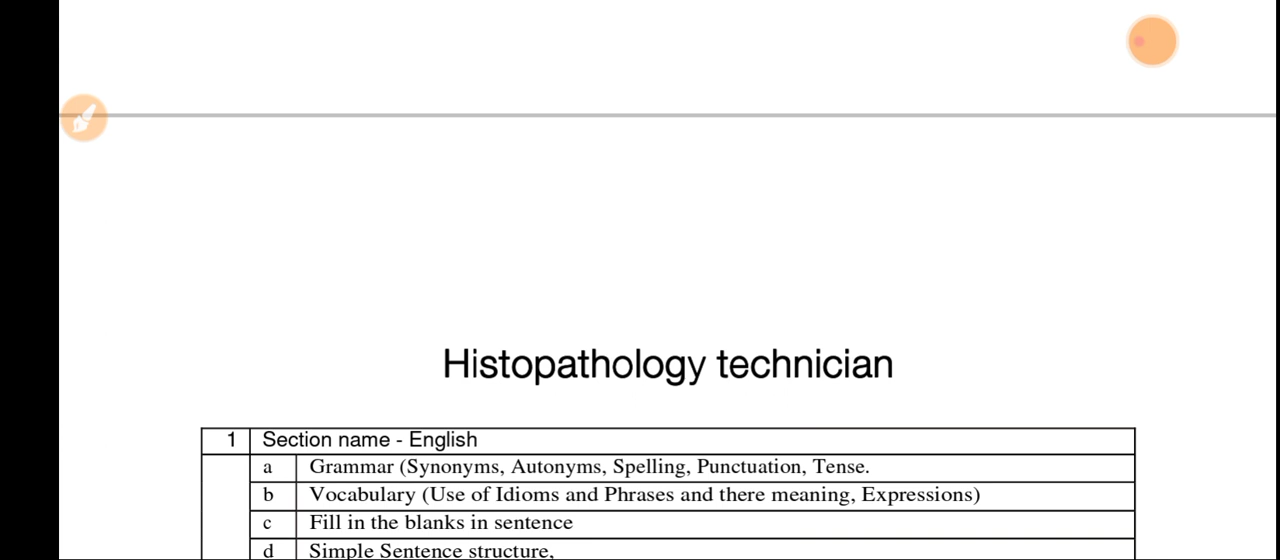 Histopathology technician
1 Section name - English
a Grammar (Synonyms, Autonyms, Spelling, Punctuation, Tense.
b Vocabulary (Use of Idioms and Phrases and there meaning, Expressions)
c Fill in the blanks in sentence
d Simple Sentence structure,